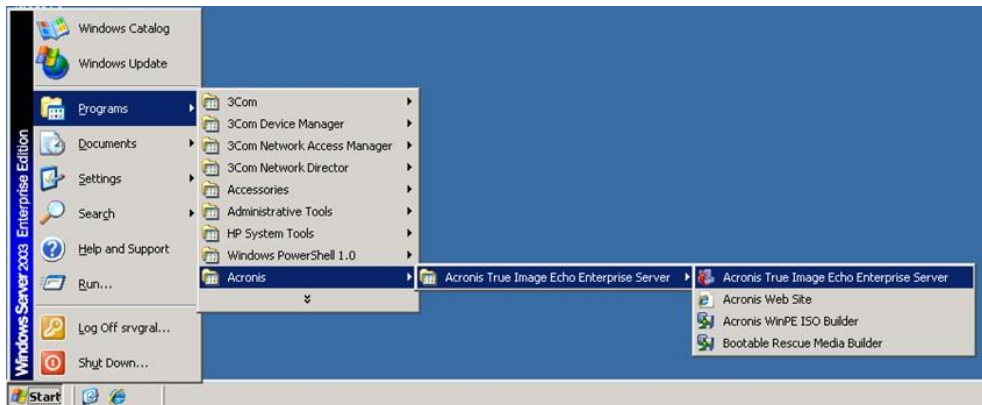 Windows Server 2003 Enterprise Edition
Windows Catalog
Windows Update
Programs
Documents
Settings
Search
Help and Support
Run...
Log Off srvgral...
Shut Down...
3Com
3Com Device Manager
3Com Network Access Manager
3Com Network Director
Accessories
Administrative Tools
HP System Tools
Windows PowerShell 1.0
Acronis
Acronis True Image Echo Enterprise Server
Acronis True Image Echo Enterprise Server
Acronis Web Site
Acronis WinPE ISO Builder
Bootable Rescue Media Builder
Start